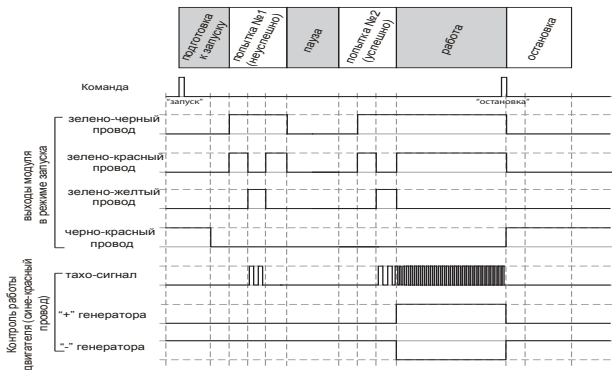 подготовка
к запуску
попытка №1
(неуспешно)
пауза
попытка №2
(успешно)
работа
остановка
Команда
"запуск"
"остановка"
зелено-черный
провод
зелено-красный
провод
зелено-желтый
провод
черно-красный
провод
выходы модуля
в режиме запуска
тахо-сигнал
"+" генератора
"-" генератора
Контроль работы
двигателя (сине-красный
провод)